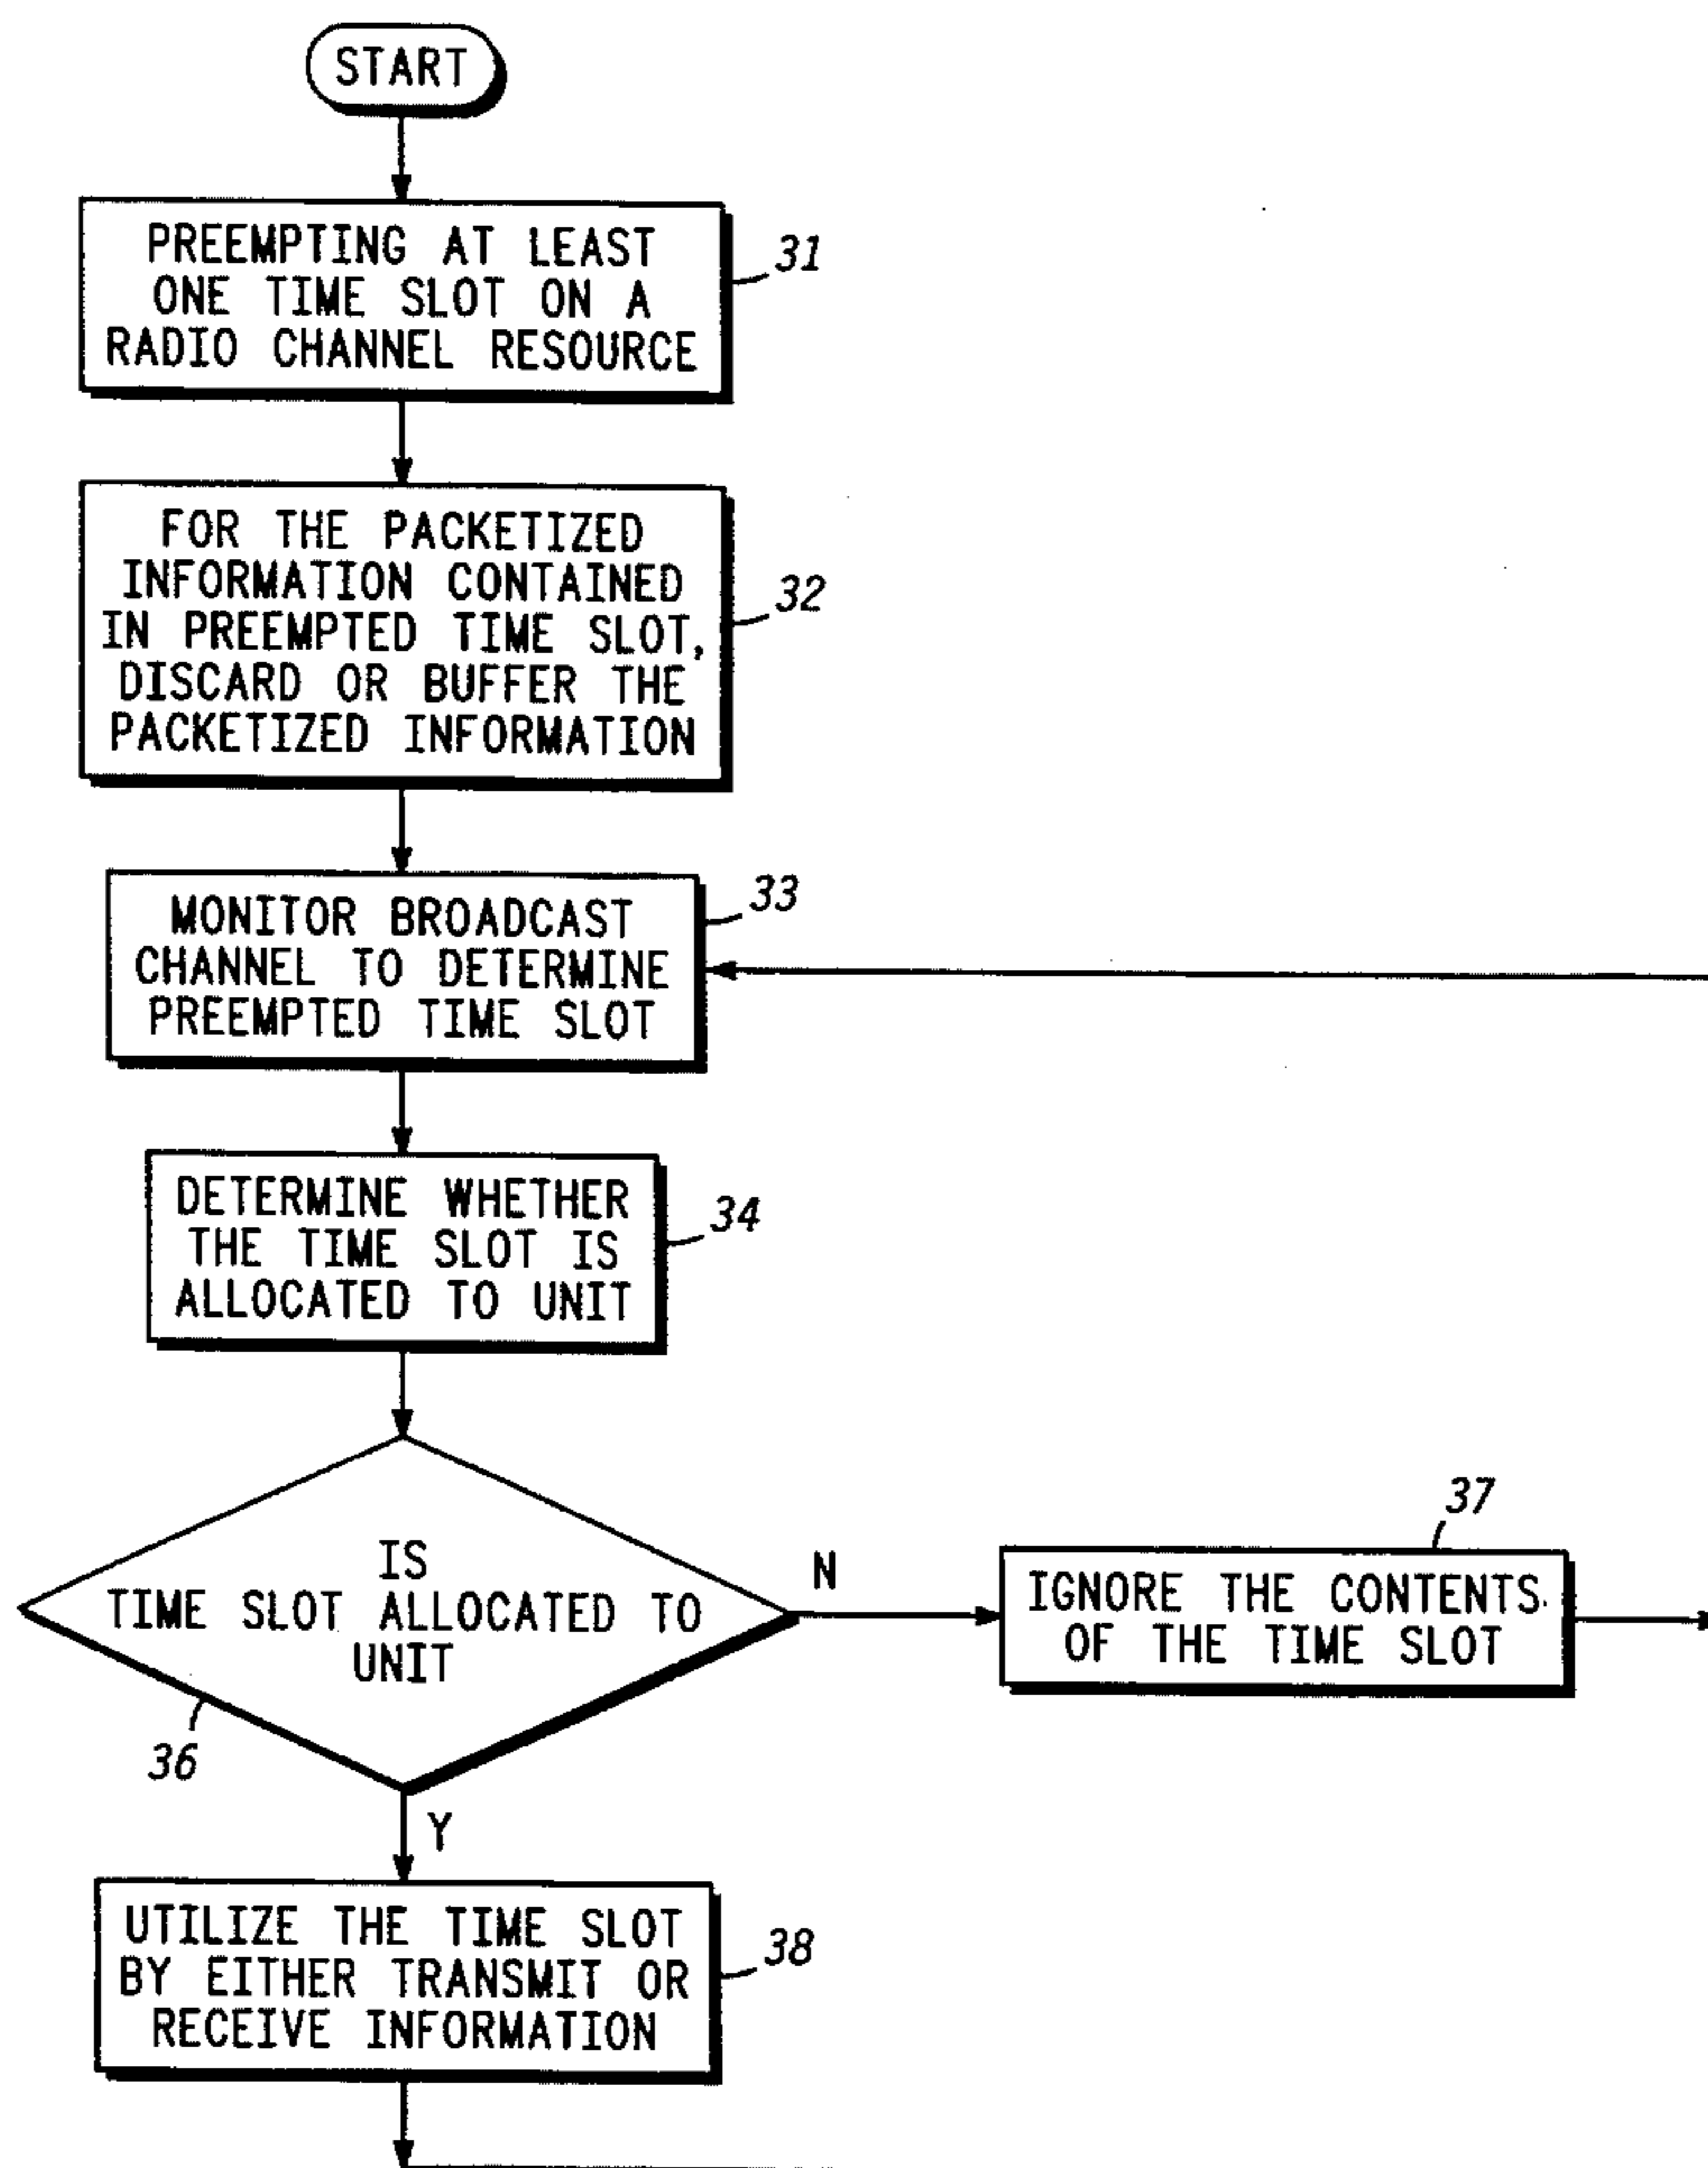 START
PREEMPTING AT LEAST
ONE TIME SLOT ON A
RADIO CHANNEL RESOURCE
31
FOR THE PACKETIZED
INFORMATION CONTAINED
IN PREEMPTED TIME SLOT,
DISCARD OR BUFFER THE
PACKETIZED INFORMATION
32
MONITOR BROADCAST
CHANNEL TO DETERMINE
PREEMPTED TIME SLOT
33
DETERMINE WHETHER
THE TIME SLOT IS
ALLOCATED TO UNIT
34
IS
TIME SLOT ALLOCATED TO
UNIT
36
N
37
IGNORE THE CONTENTS
OF THE TIME SLOT
Y
UTILIZE THE TIME SLOT
BY EITHER TRANSMIT OR
RECEIVE INFORMATION
38